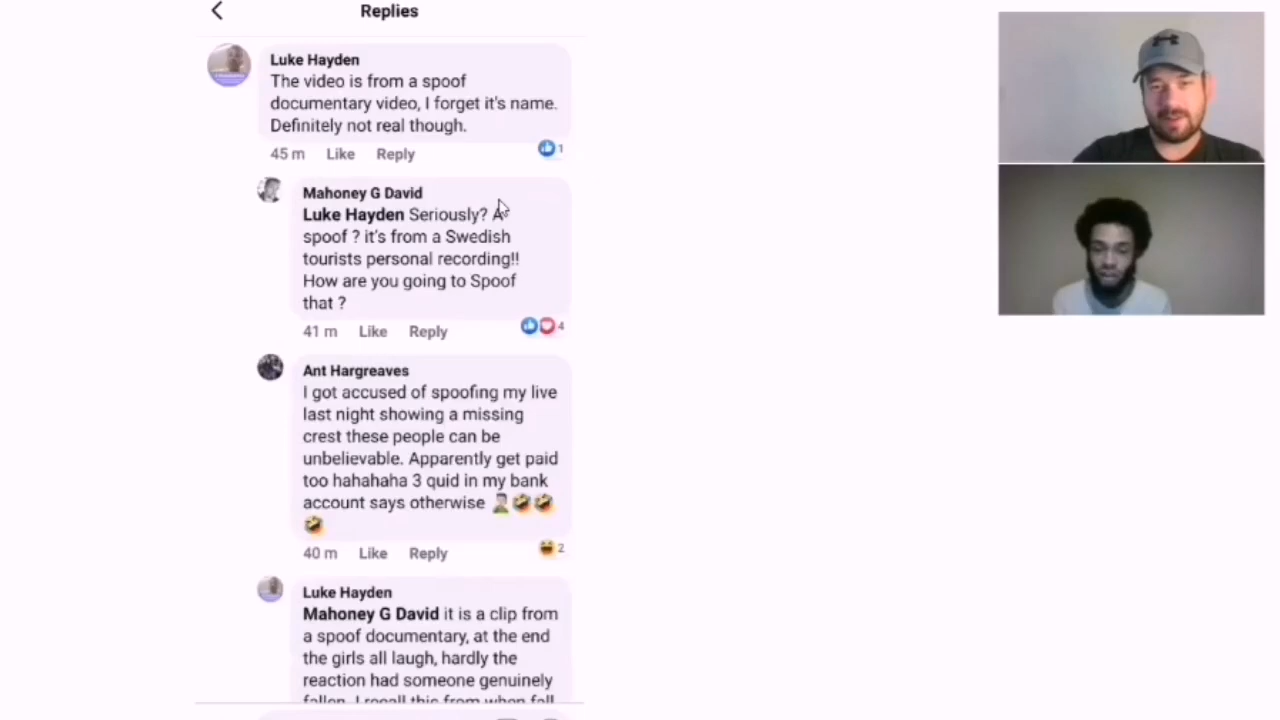 Replies
Luke Hayden
The video is from a spoof
documentary video, I forget it's name.
Definitely not real though.
45 m Like Reply 1
Mahoney G David
Luke Hayden Seriously? A
spoof ? it's from a Swedish
tourists personal recording!!
How are you going to Spoof
that ?
41 m Like Reply 4
Ant Hargreaves
I got accused of spoofing my live
last night showing a missing
crest these people can be
unbelievable. Apparently get paid
too hahahaha 3 quid in my bank
account says otherwise 🤦‍♂️🤣🤣
🤣
40 m Like Reply 2
Luke Hayden
Mahoney G David it is a clip from
a spoof documentary, at the end
the girls all laugh, hardly the
reaction had someone genuinely
fallen. I recall this from when fall